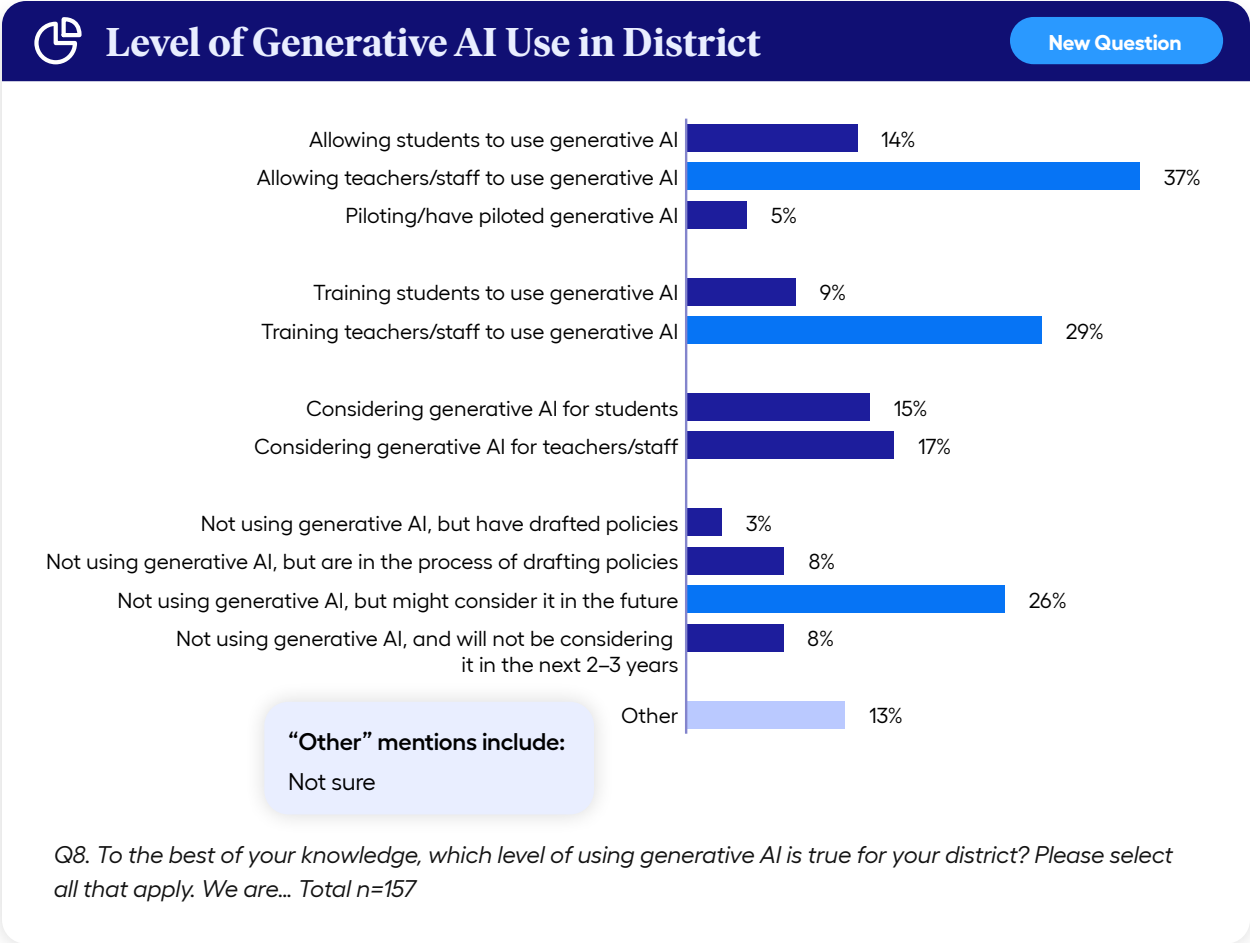 Level of Generative AI Use in District
New Question
Allowing students to use generative AI 14%
Allowing teachers/staff to use generative AI 37%
Piloting/have piloted generative AI 5%
Training students to use generative AI 9%
Training teachers/staff to use generative AI 29%
Considering generative AI for students 15%
Considering generative AI for teachers/staff 17%
Not using generative AI, but have drafted policies 3%
Not using generative AI, but are in the process of drafting policies 8%
Not using generative AI, but might consider it in the future 26%
Not using generative AI, and will not be considering 8%
it in the next 2–3 years
Other 13%
“Other” mentions include:
Not sure
Q8. To the best of your knowledge, which level of using generative AI is true for your district? Please select
all that apply. We are... Total n=157